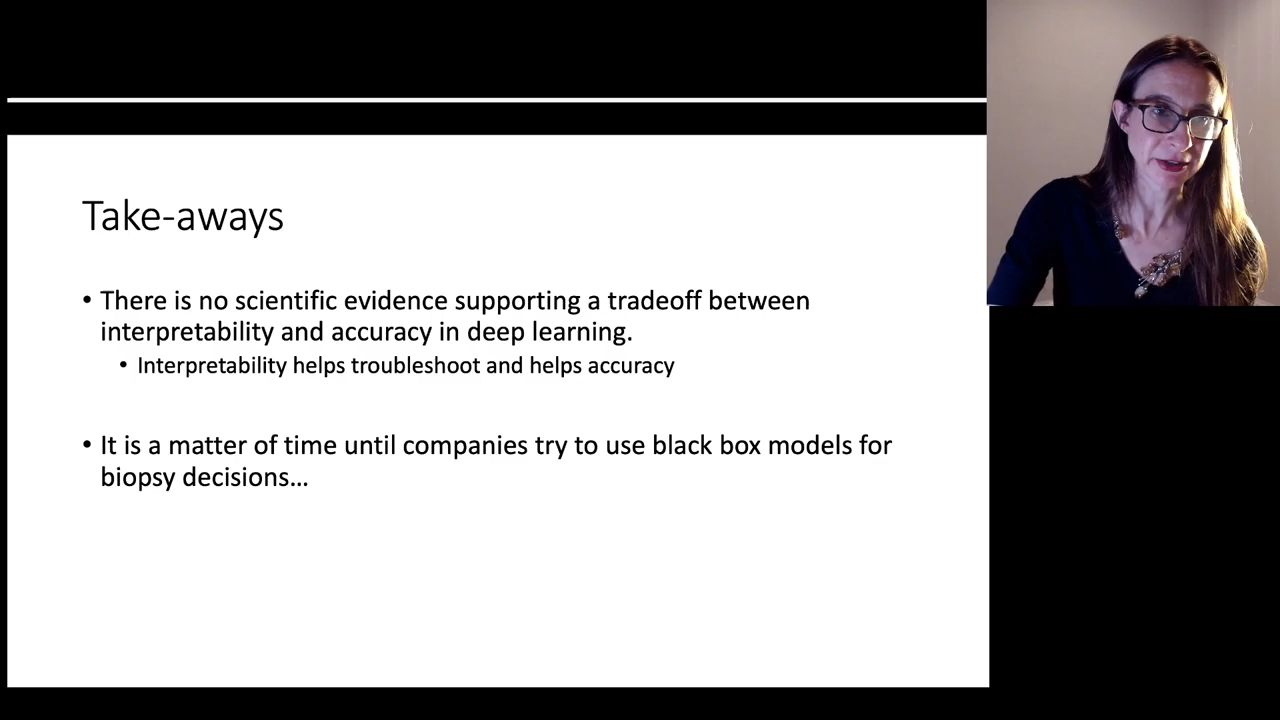 Take-aways
• There is no scientific evidence supporting a tradeoff between
interpretability and accuracy in deep learning.
• Interpretability helps troubleshoot and helps accuracy
• It is a matter of time until companies try to use black box models for
biopsy decisions…